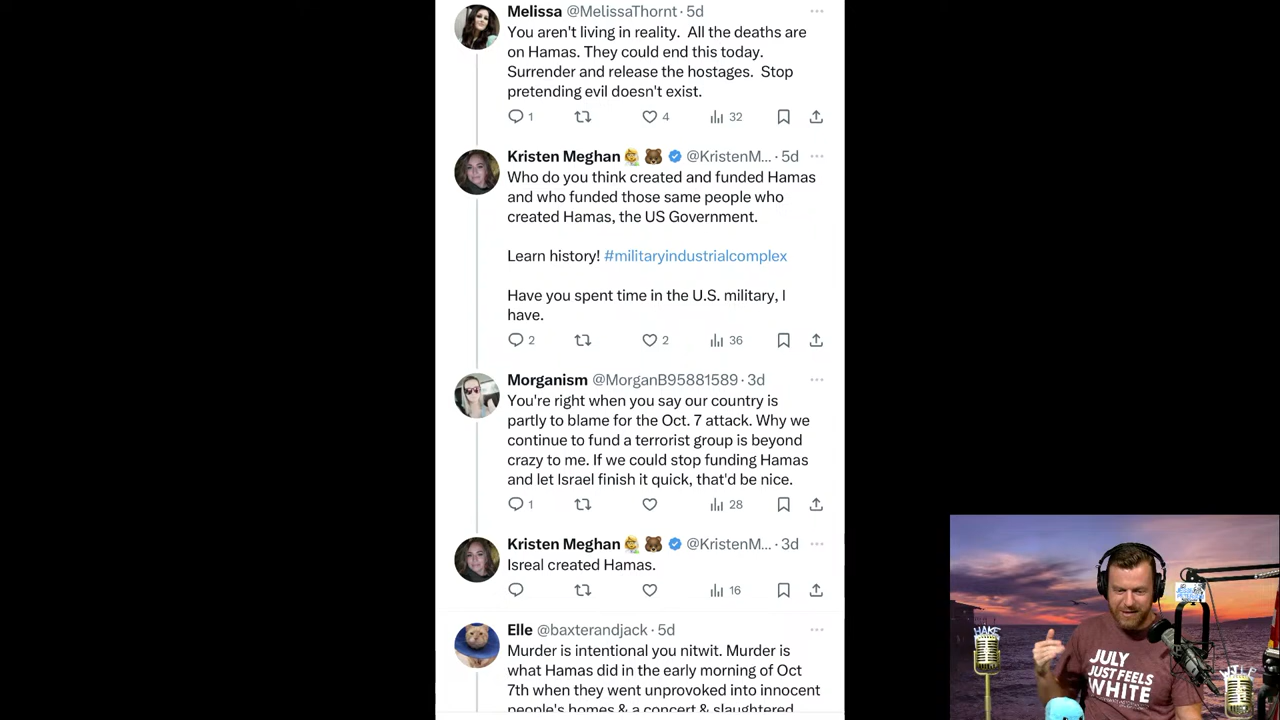 Melissa @MelissaThornt · 5d
You aren't living in reality. All the deaths are
on Hamas. They could end this today.
Surrender and release the hostages. Stop
pretending evil doesn't exist.
1 4 32
Kristen Meghan @KristenM... · 5d
Who do you think created and funded Hamas
and who funded those same people who
created Hamas, the US Government.
Learn history! #militaryindustrialcomplex
Have you spent time in the U.S. military, I
have.
2 2 36
Morganism @MorganB95881589 · 3d
You're right when you say our country is
partly to blame for the Oct. 7 attack. Why we
continue to fund a terrorist group is beyond
crazy to me. If we could stop funding Hamas
and let Israel finish it quick, that'd be nice.
1 28
Kristen Meghan @KristenM... · 3d
Isreal created Hamas.
16
Elle @baxterandjack · 5d
Murder is intentional you nitwit. Murder is
what Hamas did in the early morning of Oct
7th when they went unprovoked into innocent
people's homes & a concert & slaughtered
JULY
JUST FEELS
WHITE